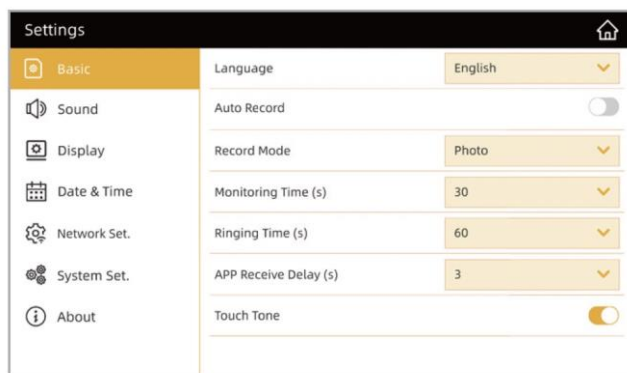 Settings
Basic
Sound
Display
Date & Time
Network Set.
System Set.
About
Language English
Auto Record
Record Mode Photo
Monitoring Time (s) 30
Ringing Time (s) 60
APP Receive Delay (s) 3
Touch Tone